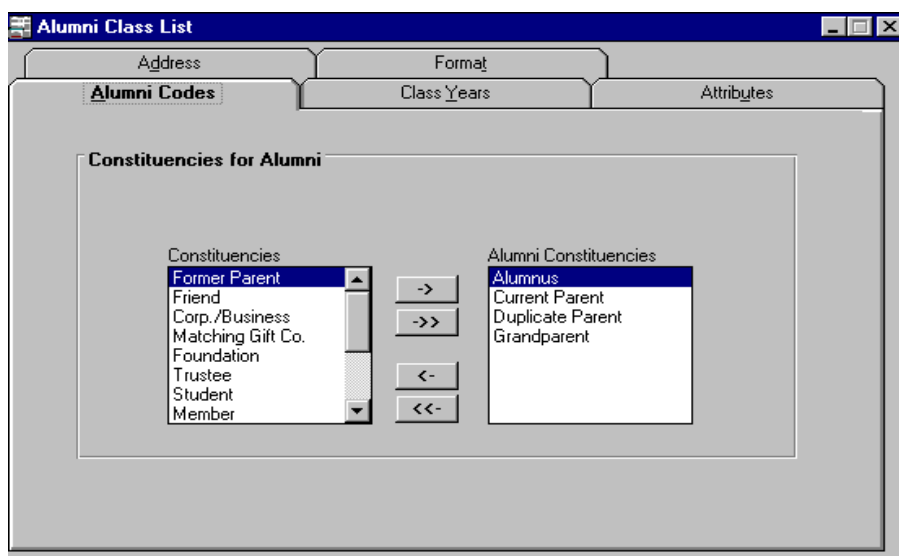 Alumni Class List
Address
Format
Alumni Codes
Class Years
Attributes
Constituencies for Alumni
Constituencies
Former Parent
Friend
Corp./Business
Matching Gift Co.
Foundation
Trustee
Student
Member
->
->>
<-
<<-
Alumni Constituencies
Alumnus
Current Parent
Duplicate Parent
Grandparent